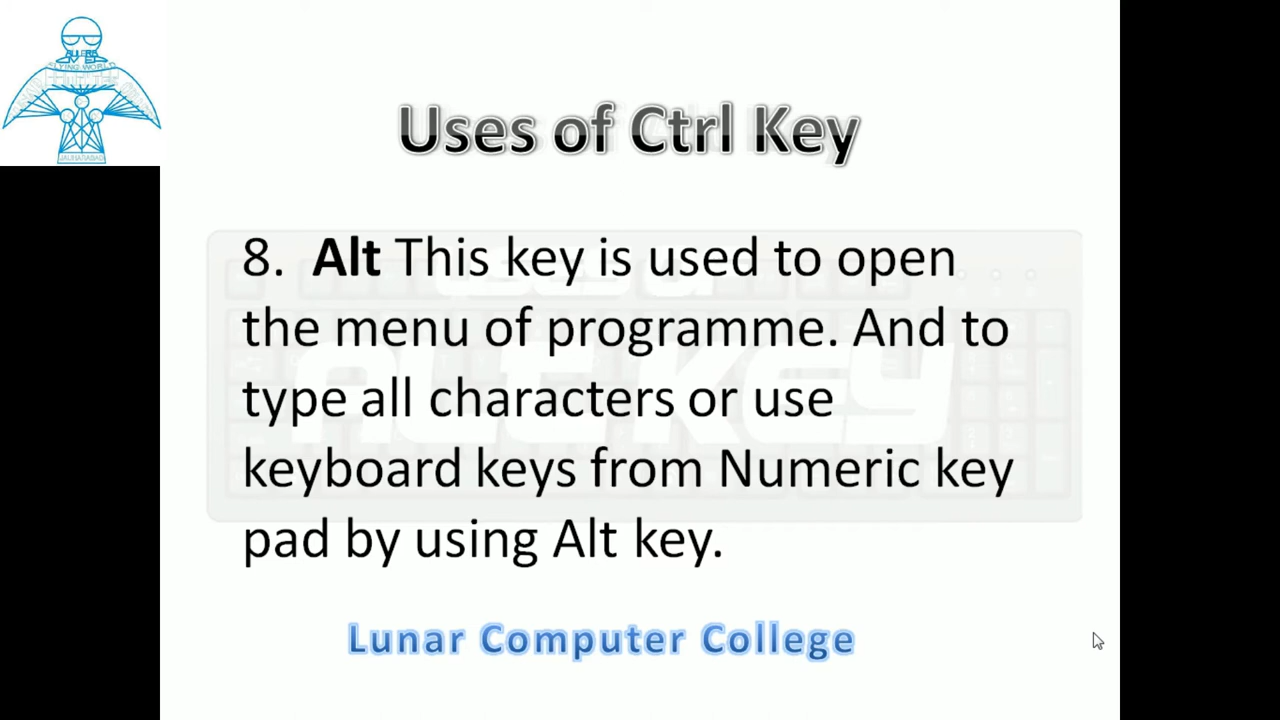 Uses of Ctrl Key
8. Alt This key is used to open
the menu of programme. And to
type all characters or use
keyboard keys from Numeric key
pad by using Alt key.
Lunar Computer College